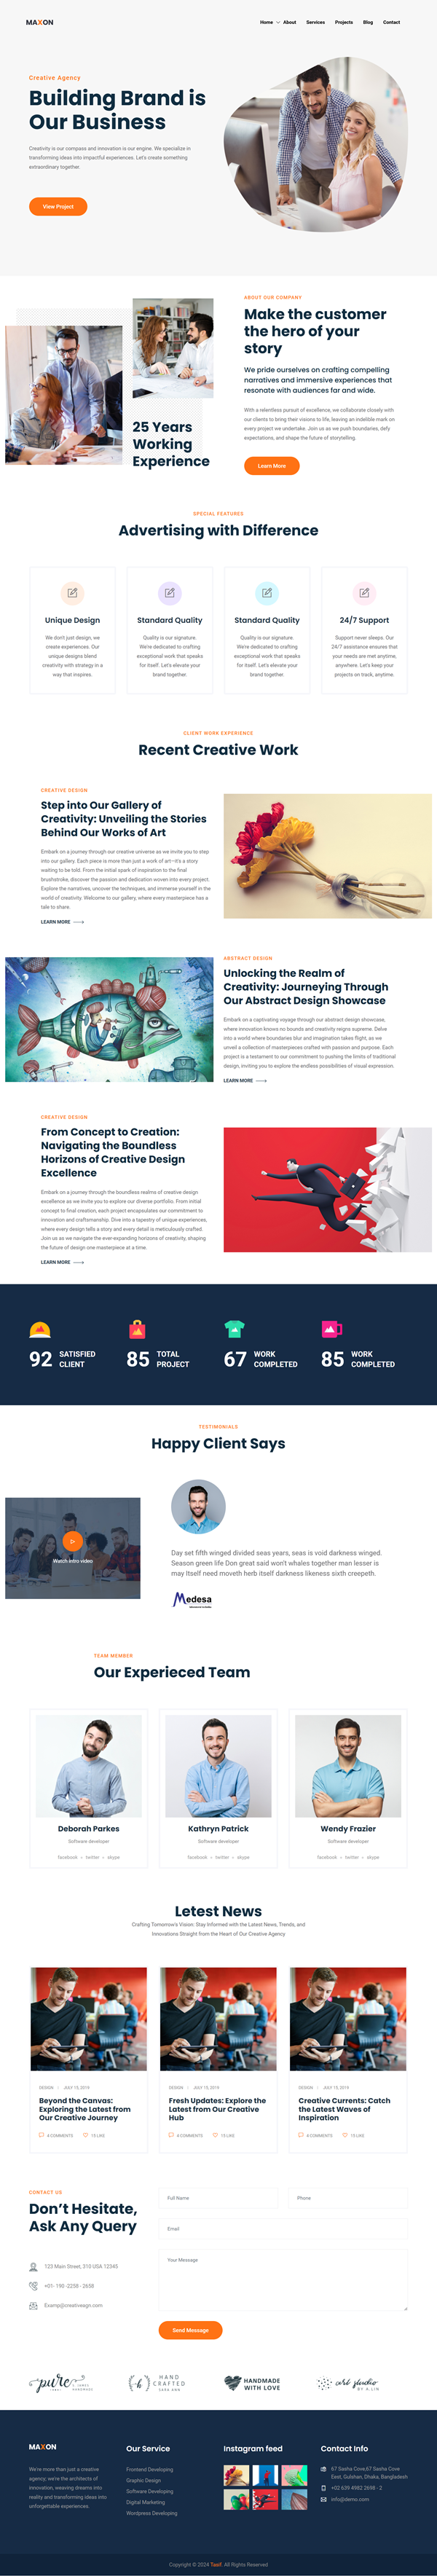 MAXON
Home
About
Services
Projects
Blog
Contact
Creative Agency
Building Brand is
Our Business
Creativity is our compass and innovation is our engine. We specialize in
transforming ideas into impactful experiences. Let's create something
extraordinary together.
View Project
25 Years
Working
Experience
ABOUT OUR COMPANY
Make the customer
the hero of your
story
We pride ourselves on crafting compelling
narratives and immersive experiences that
resonate with audiences far and wide.
With a relentless pursuit of excellence, we collaborate closely with
our clients to bring their visions to life, leaving an indelible mark on
every project we undertake. Join us as we push boundaries, defy
expectations, and shape the future of storytelling.
Learn More
SPECIAL FEATURES
Advertising with Difference
Unique Design
We don't just design, we
create experiences. Our
unique designs blend
creativity with strategy in a
way that inspires.
Standard Quality
Quality is our signature.
We're dedicated to crafting
exceptional work that speaks
for itself. Let's elevate your
brand together.
Standard Quality
Quality is our signature.
We're dedicated to crafting
exceptional work that speaks
for itself. Let's elevate your
brand together.
24/7 Support
Support never sleeps. Our
24/7 assistance ensures that
your needs are met anytime,
anywhere. Let's keep your
projects on track, anytime.
CLIENT WORK EXPERIENCE
Recent Creative Work
CREATIVE DESIGN
Step into Our Gallery of
Creativity: Unveiling the Stories
Behind Our Works of Art
Embark on a journey through our creative universe as we invite you to step
into our gallery. Each piece is more than just a work of art—it's a story
waiting to be told. From the initial spark of inspiration to the final
brushstroke, discover the passion and dedication woven into every project.
Explore the narratives, uncover the techniques, and immerse yourself in the
world of creativity. Welcome to our gallery, where every masterpiece has a
tale to share.
LEARN MORE
ABSTRACT DESIGN
Unlocking the Realm of
Creativity: Journeying Through
Our Abstract Design Showcase
Embark on a captivating voyage through our abstract design showcase,
where innovation knows no bounds and creativity reigns supreme. Delve
into a world where boundaries blur and imagination takes flight, as we
unveil a collection of masterpieces crafted with passion and purpose. Each
project is a testament to our commitment to pushing the limits of traditional
design, inviting you to explore the endless possibilities of visual expression.
LEARN MORE
CREATIVE DESIGN
From Concept to Creation:
Navigating the Boundless
Horizons of Creative Design
Excellence
Embark on a journey through the boundless realms of creative design
excellence as we invite you to explore our diverse portfolio. From initial
concept to final creation, each project encapsulates our commitment to
innovation and craftsmanship. Dive into a tapestry of unique experiences,
where every design tells a story and every detail is meticulously crafted.
Join us as we navigate the ever-expanding horizons of creativity, shaping
the future of design one masterpiece at a time.
LEARN MORE
92 SATISFIED
CLIENT
85 TOTAL
PROJECT
67 WORK
COMPLETED
85 WORK
COMPLETED
TESTIMONIALS
Happy Client Says
Watch intro video
Day set fifth winged divided seas years, seas is void darkness winged.
Season green life Don great said won't whales together man lesser is
may Itself need moveth herb itself darkness likeness sixth creepeth.
Medesa
TEAM MEMBER
Our Experieced Team
Deborah Parkes
Software developer
facebook twitter skype
Kathryn Patrick
Software developer
facebook twitter skype
Wendy Frazier
Software developer
facebook twitter skype
Letest News
Crafting Tomorrow's Vision: Stay Informed with the Latest News, Trends, and
Innovations Straight from the Heart of Our Creative Agency
DESIGN | JULY 15, 2019
Beyond the Canvas:
Exploring the Latest from
Our Creative Journey
4 COMMENTS 15 LIKE
DESIGN | JULY 15, 2019
Fresh Updates: Explore the
Latest from Our Creative
Hub
4 COMMENTS 15 LIKE
DESIGN | JULY 15, 2019
Creative Currents: Catch
the Latest Waves of
Inspiration
4 COMMENTS 15 LIKE
CONTACT US
Don't Hesitate,
Ask Any Query
123 Main Street, 310 USA 12345
+01- 190 -2258 - 2658
Examp@creativeagn.com
Full Name
Phone
Email
Your Message
Send Message
pure
HAND
CRAFTED
SARA ANN
HANDMADE
WITH LOVE
art studio
BY A LIN
MAXON
We're more than just a creative
agency; we're the architects of
innovation, weaving dreams into
reality and transforming ideas into
unforgettable experiences.
Our Service
Frontend Developing
Graphic Design
Software Developing
Digital Marketing
Wordpress Developing
Instagram feed
Contact Info
67 Sasha Cove,67 Sasha Cove
East, Gulshan, Dhaka, Bangladesh
+02 639 4982 2698 - 2
info@demo.com
Copyright © 2024 Tasif. All Rights Reserved